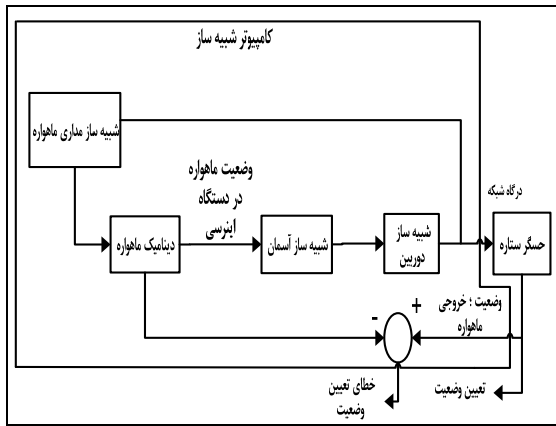 کامپیوتر شبیه ساز
شبیه ساز مداری ماهواره
وضعیت ماهواره
در دستگاه
اینرسی
درگاه شبکه
دینامیک ماهواره
شبیه ساز آسمان
شبیه ساز
دوربین
حسگر ستاره
وضعیت ؛ خروجی
ماهواره
-
+
خطای تعیین
وضعیت
تعیین وضعیت